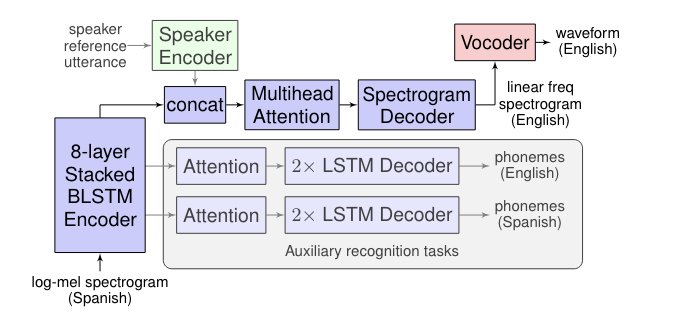 speaker
reference
utterance
Speaker
Encoder
Vocoder
waveform
(English)
concat
Multihead
Attention
Spectrogram
Decoder
linear freq
spectrogram
(English)
8-layer
Stacked
BLSTM
Encoder
Attention
2× LSTM Decoder
phonemes
(English)
Attention
2× LSTM Decoder
phonemes
(Spanish)
Auxiliary recognition tasks
log-mel spectrogram
(Spanish)